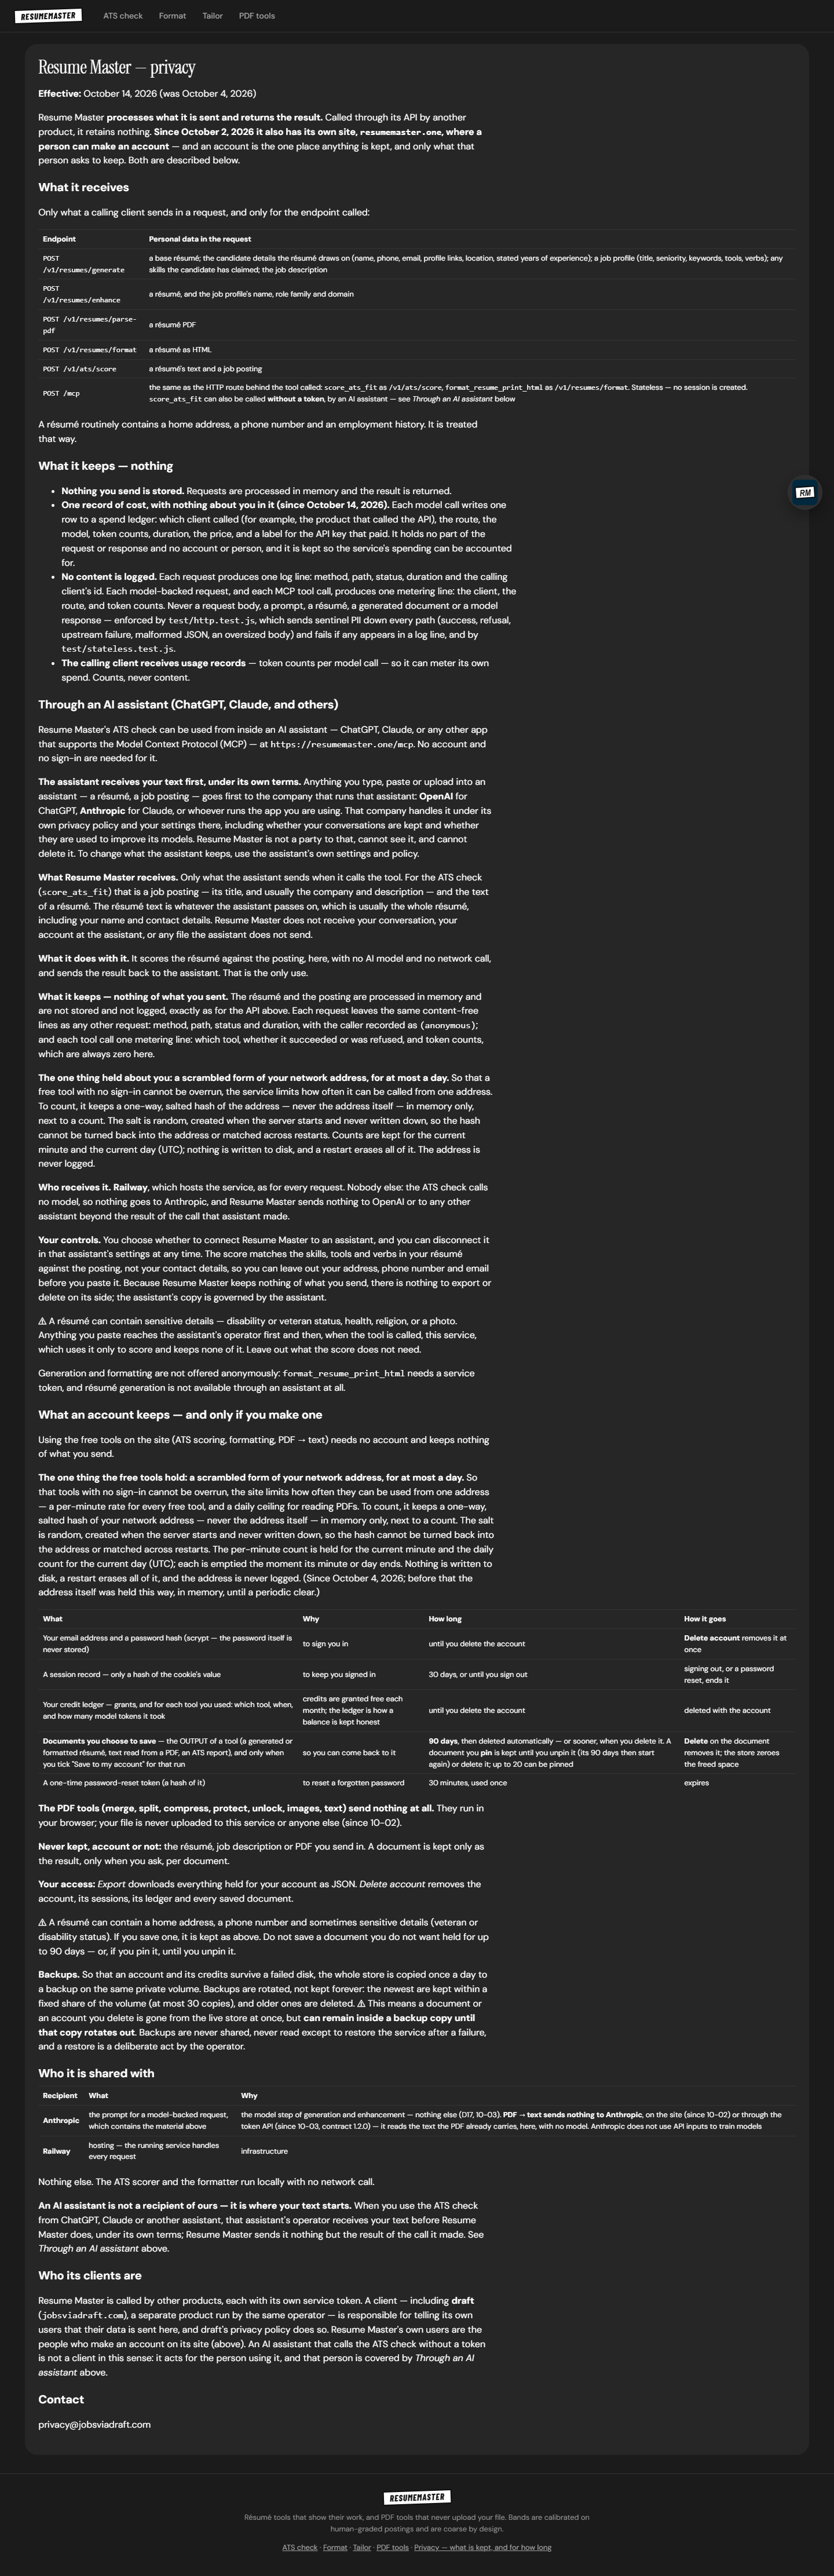 RESUMEMASTER
ATS check Format Tailor PDF tools
Resume Master — privacy
Effective: October 14, 2026 (was October 4, 2026)
Resume Master processes what it is sent and returns the result. Called through its API by another
product, it retains nothing. Since October 2, 2026 it also has its own site, resumemaster.one, where a
person can make an account — and an account is the one place anything is kept, and only what that
person asks to keep. Both are described below.
What it receives
Only what a calling client sends in a request, and only for the endpoint called:
Endpoint Personal data in the request
POST /v1/resumes/generate a base résumé; the candidate details the résumé draws on (name, phone, email, profile links, location, stated years of experience); a job profile (title, seniority, keywords, tools, verbs); any
skills the candidate has claimed; the job description
POST
/v1/resumes/enhance a résumé, and the job profile's name, role family and domain
POST /v1/resumes/parse-
pdf a résumé PDF
POST /v1/resumes/format a résumé as HTML
POST /v1/ats/score a résumé's text and a job posting
POST /mcp the same as the HTTP route behind the tool called: score_ats_fit as /v1/ats/score, format_resume_print_html as /v1/resumes/format. Stateless — no session is created.
score_ats_fit can also be called without a token, by an AI assistant — see Through an AI assistant below
A résumé routinely contains a home address, a phone number and an employment history. It is treated
that way.
What it keeps — nothing
• Nothing you send is stored. Requests are processed in memory and the result is returned.
• One record of cost, with nothing about you in it (since October 14, 2026). Each model call writes one
row to a spend ledger: which client called (for example, the product that called the API), the route, the
model, token counts, duration, the price, and a label for the API key that paid. It holds no part of the
request or response and no account or person, and it is kept so the service's spending can be accounted
for.
• No content is logged. Each request produces one log line: method, path, status, duration and the calling
client's id. Each model-backed request, and each MCP tool call, produces one metering line: the client, the
route, and token counts. Never a request body, a prompt, a résumé, a generated document or a model
response — enforced by test/http.test.js, which sends sentinel PII down every path (success, refusal,
upstream failure, malformed JSON, an oversized body) and fails if any appears in a log line, and by
test/stateless.test.js.
• The calling client receives usage records — token counts per model call — so it can meter its own
spend. Counts, never content.
RM
Through an AI assistant (ChatGPT, Claude, and others)
Resume Master's ATS check can be used from inside an AI assistant — ChatGPT, Claude, or any other app
that supports the Model Context Protocol (MCP) — at https://resumemaster.one/mcp. No account and
no sign-in are needed for it.
The assistant receives your text first, under its own terms. Anything you type, paste or upload into an
assistant — a résumé, a job posting — goes first to the company that runs that assistant: OpenAI for
ChatGPT, Anthropic for Claude, or whoever runs the app you are using. That company handles it under its
own privacy policy and your settings there, including whether your conversations are kept and whether
they are used to improve its models. Resume Master is not a party to that, cannot see it, and cannot
delete it. To change what the assistant keeps, use the assistant's own settings and policy.
What Resume Master receives. Only what the assistant sends when it calls the tool. For the ATS check
(score_ats_fit) that is a job posting — its title, and usually the company and description — and the text
of a résumé. The résumé text is whatever the assistant passes on, which is usually the whole résumé,
including your name and contact details. Resume Master does not receive your conversation, your
account at the assistant, or any file the assistant does not send.
What it does with it. It scores the résumé against the posting, here, with no AI model and no network call,
and sends the result back to the assistant. That is the only use.
What it keeps — nothing of what you sent. The résumé and the posting are processed in memory and
are not stored and not logged, exactly as for the API above. Each request leaves the same content-free
lines as any other request: method, path, status and duration, with the caller recorded as (anonymous);
and each tool call one metering line: which tool, whether it succeeded or was refused, and token counts,
which are always zero here.
The one thing held about you: a scrambled form of your network address, for at most a day. So that a
free tool with no sign-in cannot be overrun, the service limits how often it can be called from one address.
To count, it keeps a one-way, salted hash of the address — never the address itself — in memory only,
next to a count. The salt is random, created when the server starts and never written down, so the hash
cannot be turned back into the address or matched across restarts. Counts are kept for the current
minute and the current day (UTC); nothing is written to disk, and a restart erases all of it. The address is
never logged.
Who receives it. Railway, which hosts the service, as for every request. Nobody else: the ATS check calls
no model, so nothing goes to Anthropic, and Resume Master sends nothing to OpenAI or to any other
assistant beyond the result of the call that assistant made.
Your controls. You choose whether to connect Resume Master to an assistant, and you can disconnect it
in that assistant's settings at any time. The score matches the skills, tools and verbs in your résumé
against the posting, not your contact details, so you can leave out your address, phone number and email
before you paste it. Because Resume Master keeps nothing of what you send, there is nothing to export or
delete on its side; the assistant's copy is governed by the assistant.
⚠ A résumé can contain sensitive details — disability or veteran status, health, religion, or a photo.
Anything you paste reaches the assistant's operator first and then, when the tool is called, this service,
which uses it only to score and keeps none of it. Leave out what the score does not need.
Generation and formatting are not offered anonymously: format_resume_print_html needs a service
token, and résumé generation is not available through an assistant at all.
What an account keeps — and only if you make one
Using the free tools on the site (ATS scoring, formatting, PDF → text) needs no account and keeps nothing
of what you send.
The one thing the free tools hold: a scrambled form of your network address, for at most a day. So
that tools with no sign-in cannot be overrun, the site limits how often they can be used from one address
— a per-minute rate for every free tool, and a daily ceiling for reading PDFs. To count, it keeps a one-way,
salted hash of your network address — never the address itself — in memory only, next to a count. The salt
is random, created when the server starts and never written down, so the hash cannot be turned back into
the address or matched across restarts. The per-minute count is held for the current minute and the daily
count for the current day (UTC); each is emptied the moment its minute or day ends. Nothing is written to
disk, a restart erases all of it, and the address is never logged. (Since October 4, 2026; before that the
address itself was held this way, in memory, until a periodic clear.)
What Why How long How it goes
Your email address and a password hash (scrypt — the password itself is
never stored) to sign you in until you delete the account Delete account removes it at
once
A session record — only a hash of the cookie's value to keep you signed in 30 days, or until you sign out signing out, or a password
reset, ends it
Your credit ledger — grants, and for each tool you used: which tool, when,
and how many model tokens it took credits are granted free each
month; the ledger is how a
balance is kept honest until you delete the account deleted with the account
Documents you choose to save — the OUTPUT of a tool (a generated or
formatted résumé, text read from a PDF, an ATS report), and only when
you tick "Save to my account" for that run so you can come back to it 90 days, then deleted automatically — or sooner, when you delete it. A
document you pin is kept until you unpin it (its 90 days then start
again) or delete it; up to 20 can be pinned Delete on the document
removes it; the store zeroes
the freed space
A one-time password-reset token (a hash of it) to reset a forgotten password 30 minutes, used once expires
The PDF tools (merge, split, compress, protect, unlock, images, text) send nothing at all. They run in
your browser; your file is never uploaded to this service or anyone else (since 10-02).
Never kept, account or not: the résumé, job description or PDF you send in. A document is kept only as
the result, only when you ask, per document.
Your access: Export downloads everything held for your account as JSON. Delete account removes the
account, its sessions, its ledger and every saved document.
⚠ A résumé can contain a home address, a phone number and sometimes sensitive details (veteran or
disability status). If you save one, it is kept as above. Do not save a document you do not want held for up
to 90 days — or, if you pin it, until you unpin it.
Backups. So that an account and its credits survive a failed disk, the whole store is copied once a day to
a backup on the same private volume. Backups are rotated, not kept forever: the newest are kept within a
fixed share of the volume (at most 30 copies), and older ones are deleted. ⚠ This means a document or
an account you delete is gone from the live store at once, but can remain inside a backup copy until
that copy rotates out. Backups are never shared, never read except to restore the service after a failure,
and a restore is a deliberate act by the operator.
Who it is shared with
Recipient What Why
Anthropic the prompt for a model-backed request,
which contains the material above the model step of generation and enhancement — nothing else (D17, 10-03). PDF → text sends nothing to Anthropic, on the site (since 10-02) or through the
token API (since 10-03, contract 1.2.0) — it reads the text the PDF already carries, here, with no model. Anthropic does not use API inputs to train models
Railway hosting — the running service handles
every request infrastructure
Nothing else. The ATS scorer and the formatter run locally with no network call.
An AI assistant is not a recipient of ours — it is where your text starts. When you use the ATS check
from ChatGPT, Claude or another assistant, that assistant's operator receives your text before Resume
Master does, under its own terms; Resume Master sends it nothing but the result of the call it made. See
Through an AI assistant above.
Who its clients are
Resume Master is called by other products, each with its own service token. A client — including draft
(jobsviadraft.com), a separate product run by the same operator — is responsible for telling its own
users that their data is sent here, and draft's privacy policy does so. Resume Master's own users are the
people who make an account on its site (above). An AI assistant that calls the ATS check without a token
is not a client in this sense: it acts for the person using it, and that person is covered by Through an AI
assistant above.
Contact
privacy@jobsviadraft.com
RESUMEMASTER
Résumé tools that show their work, and PDF tools that never upload your file. Bands are calibrated on
human-graded postings and are coarse by design.
ATS check · Format · Tailor · PDF tools · Privacy — what is kept, and for how long